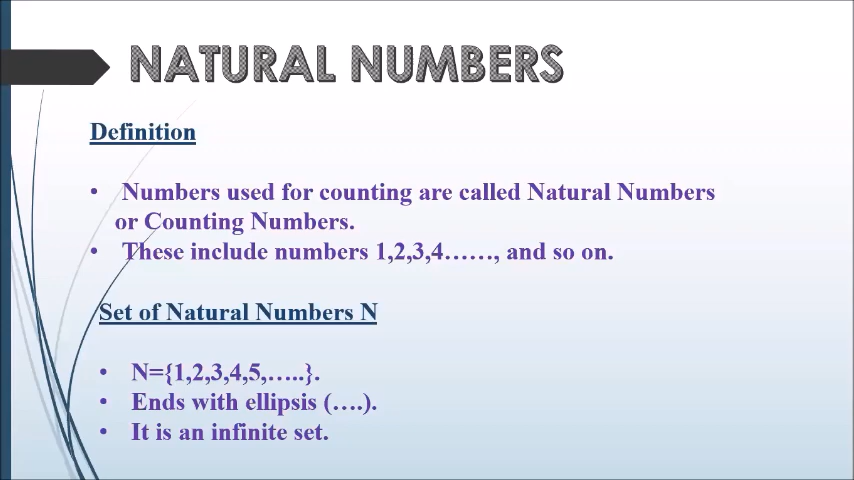 NATURAL NUMBERS
Definition
• Numbers used for counting are called Natural Numbers
or Counting Numbers.
• These include numbers 1,2,3,4……, and so on.
Set of Natural Numbers N
• N={1,2,3,4,5,…..}.
• Ends with ellipsis (….).
• It is an infinite set.